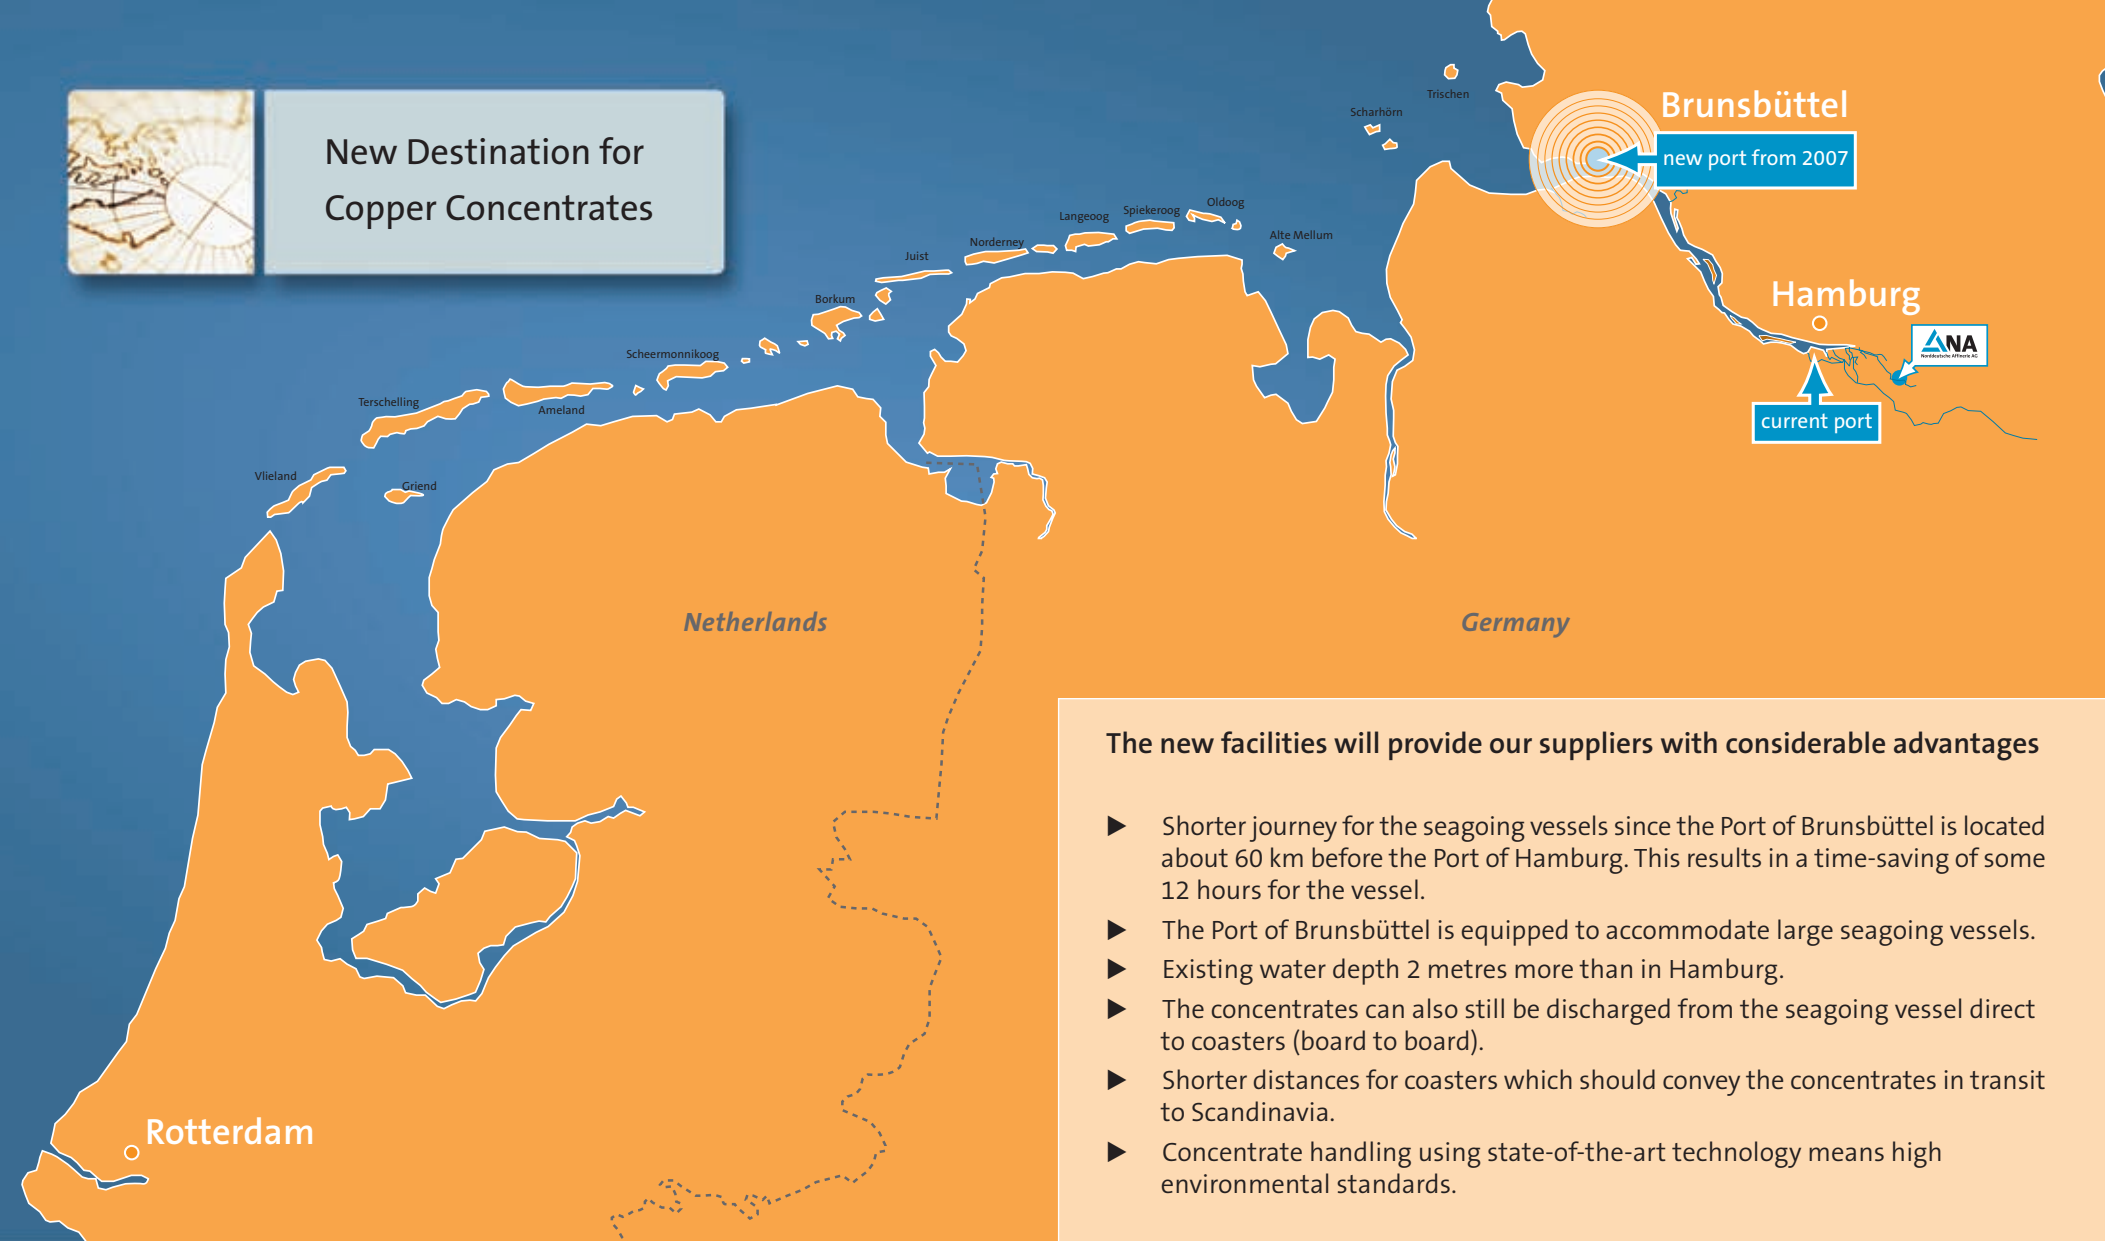 New Destination for
Copper Concentrates
Trischen
Scharhörn
Brunsbüttel
new port from 2007
Oldoog
Spiekeroog
Langeoog
Alte Mellum
Norderney
Juist
Hamburg
Borkum
NA
Norddeutsche Affinerie AG
Scheermonnikoog
Terschelling
Ameland
current port
Vlieland
Griend
Netherlands
Germany
The new facilities will provide our suppliers with considerable advantages
Shorter journey for the seagoing vessels since the Port of Brunsbüttel is located
about 60 km before the Port of Hamburg. This results in a time-saving of some
12 hours for the vessel.
The Port of Brunsbüttel is equipped to accommodate large seagoing vessels.
Existing water depth 2 metres more than in Hamburg.
The concentrates can also still be discharged from the seagoing vessel direct
to coasters (board to board).
Shorter distances for coasters which should convey the concentrates in transit
to Scandinavia.
Concentrate handling using state-of-the-art technology means high
environmental standards.
Rotterdam